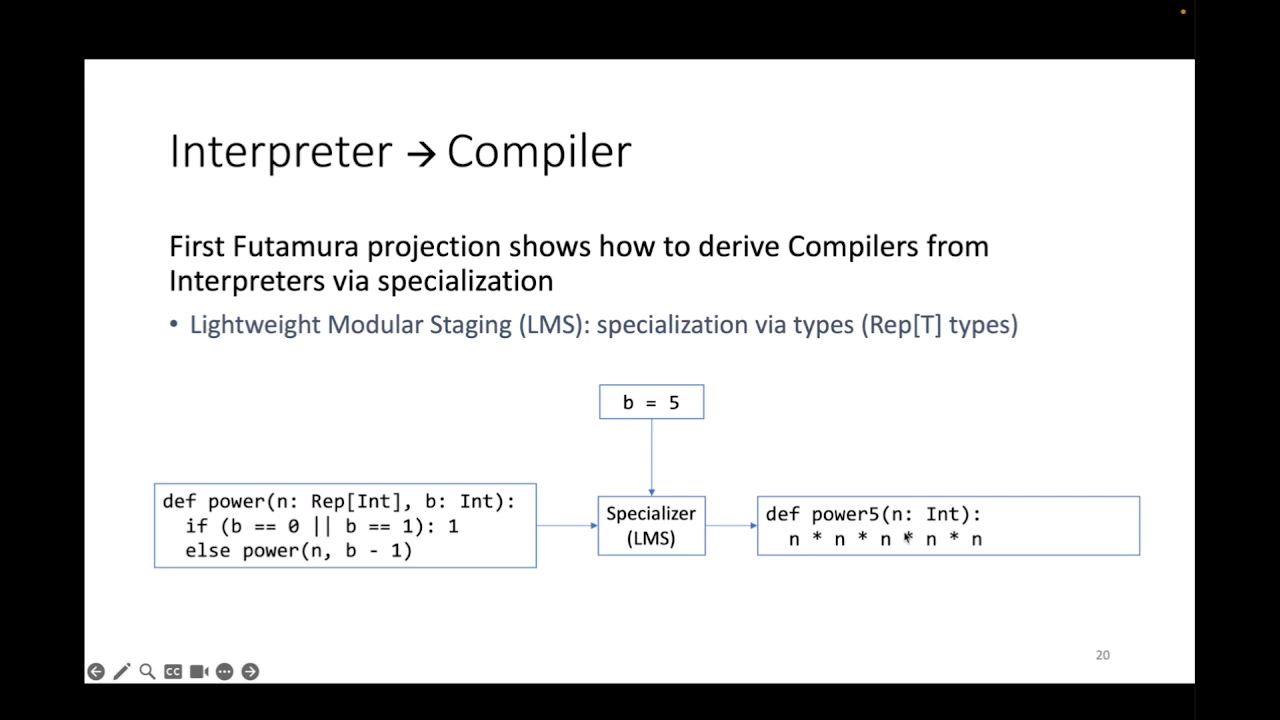 Interpreter → Compiler
First Futamura projection shows how to derive Compilers from
Interpreters via specialization
• Lightweight Modular Staging (LMS): specialization via types (Rep[T] types)
b = 5
def power(n: Rep[Int], b: Int):
if (b == 0 || b == 1): 1
else power(n, b - 1)
Specializer
(LMS)
def power5(n: Int):
n * n * n * n * n
20
CC